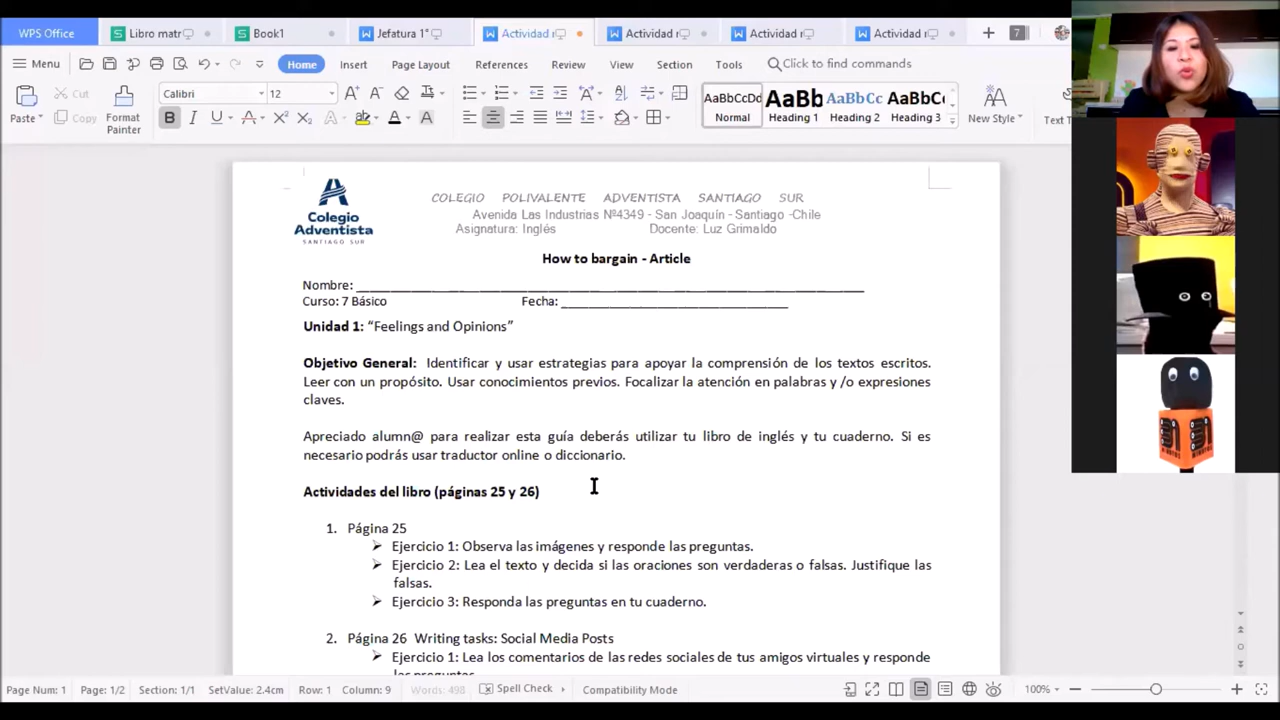 WPS Office
Libro matr
Book1
Jefatura 1°
Actividad r
Actividad r
Actividad r
Actividad r
7
Menu
Home
Insert
Page Layout
References
Review
View
Section
Tools
Click to find commands
Paste
Cut
Copy
Format
Painter
Calibri
12
AaBbCcDd
Normal
AaBb
Heading 1
AaBbCc
Heading 2
AaBbC
Heading 3
New Style
Text T
Colegio
Adventista
SANTIAGO SUR
COLEGIO POLIVALENTE ADVENTISTA SANTIAGO SUR
Avenida Las Industrias Nº4349 - San Joaquín - Santiago -Chile
Asignatura: Inglés Docente: Luz Grimaldo
How to bargain - Article
Nombre:
Curso: 7 Básico Fecha:
Unidad 1: “Feelings and Opinions”
Objetivo General: Identificar y usar estrategias para apoyar la comprensión de los textos escritos.
Leer con un propósito. Usar conocimientos previos. Focalizar la atención en palabras y /o expresiones
claves.
Apreciado alumn@ para realizar esta guía deberás utilizar tu libro de inglés y tu cuaderno. Si es
necesario podrás usar traductor online o diccionario.
Actividades del libro (páginas 25 y 26)
1. Página 25
Ejercicio 1: Observa las imágenes y responde las preguntas.
Ejercicio 2: Lea el texto y decida si las oraciones son verdaderas o falsas. Justifique las
falsas.
Ejercicio 3: Responda las preguntas en tu cuaderno.
2. Página 26 Writing tasks: Social Media Posts
Ejercicio 1: Lea los comentarios de las redes sociales de tus amigos virtuales y responde
las preguntas
Page Num: 1 Page: 1/2 Section: 1/1 SetValue: 2.4cm Row: 1 Column: 9 Words: 498 Spell Check Compatibility Mode 100%